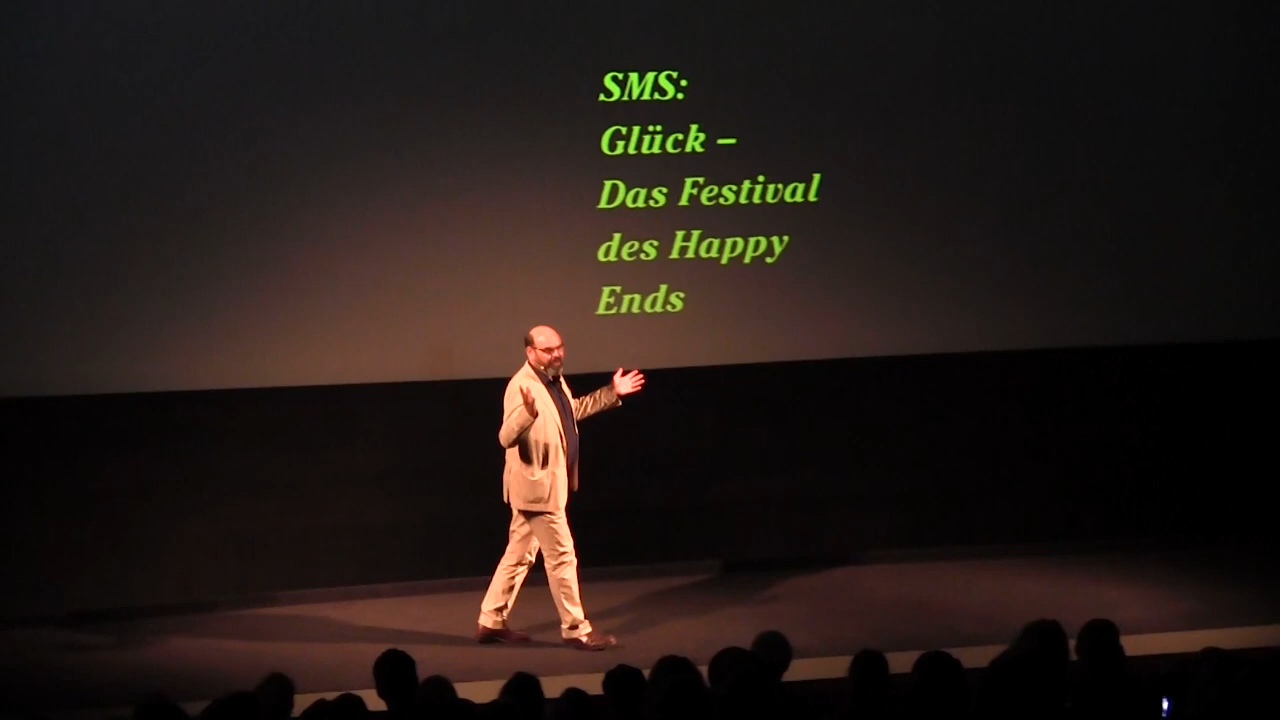 SMS:
Glück –
Das Festival
des Happy
Ends